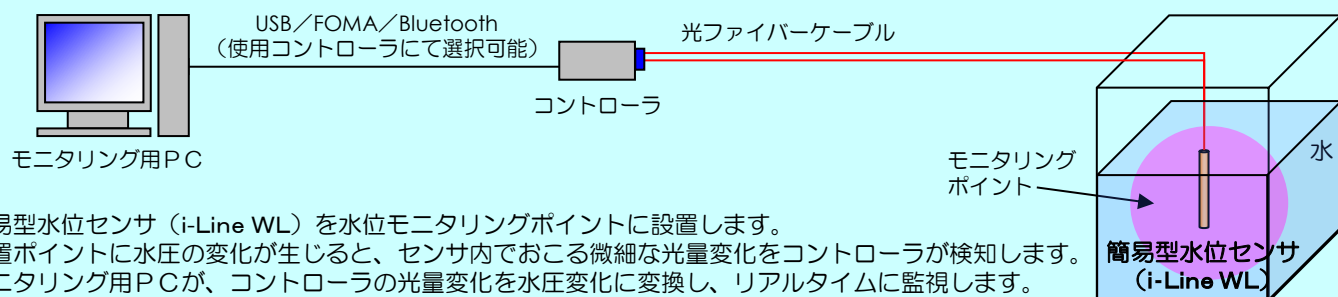 USB／FOMA／Bluetooth
（使用コントローラにて選択可能）
光ファイバーケーブル
コントローラ
モニタリング用ＰＣ
モニタリング
ポイント
水
易型水位センサ（i-Line WL）を水位モニタリングポイントに設置します。
置ポイントに水圧の変化が生じると、センサ内でおこる微細な光量変化をコントローラが検知します。
ニタリング用ＰＣが、コントローラの光量変化を水圧変化に変換し、リアルタイムに監視します。
簡易型水位センサ
（i-Line WL）